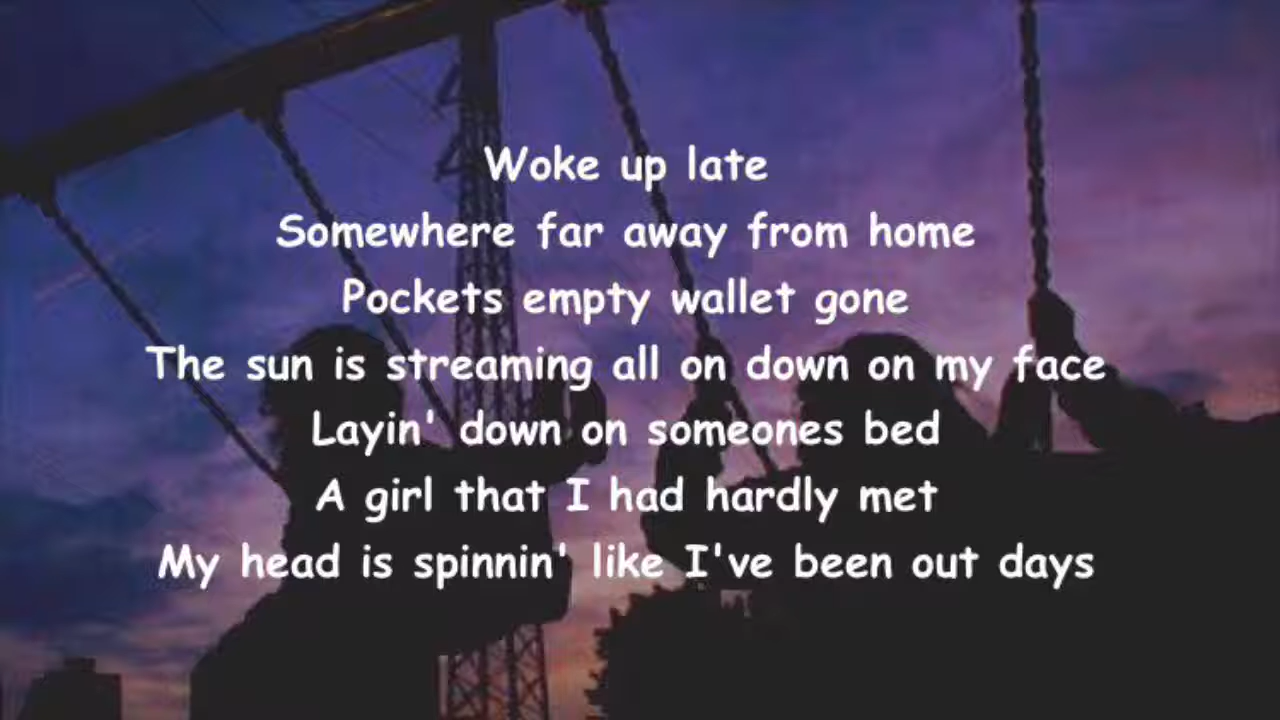 Woke up late
Somewhere far away from home
Pockets empty wallet gone
The sun is streaming all on down on my face
Layin' down on someones bed
A girl that I had hardly met
My head is spinnin' like I've been out days